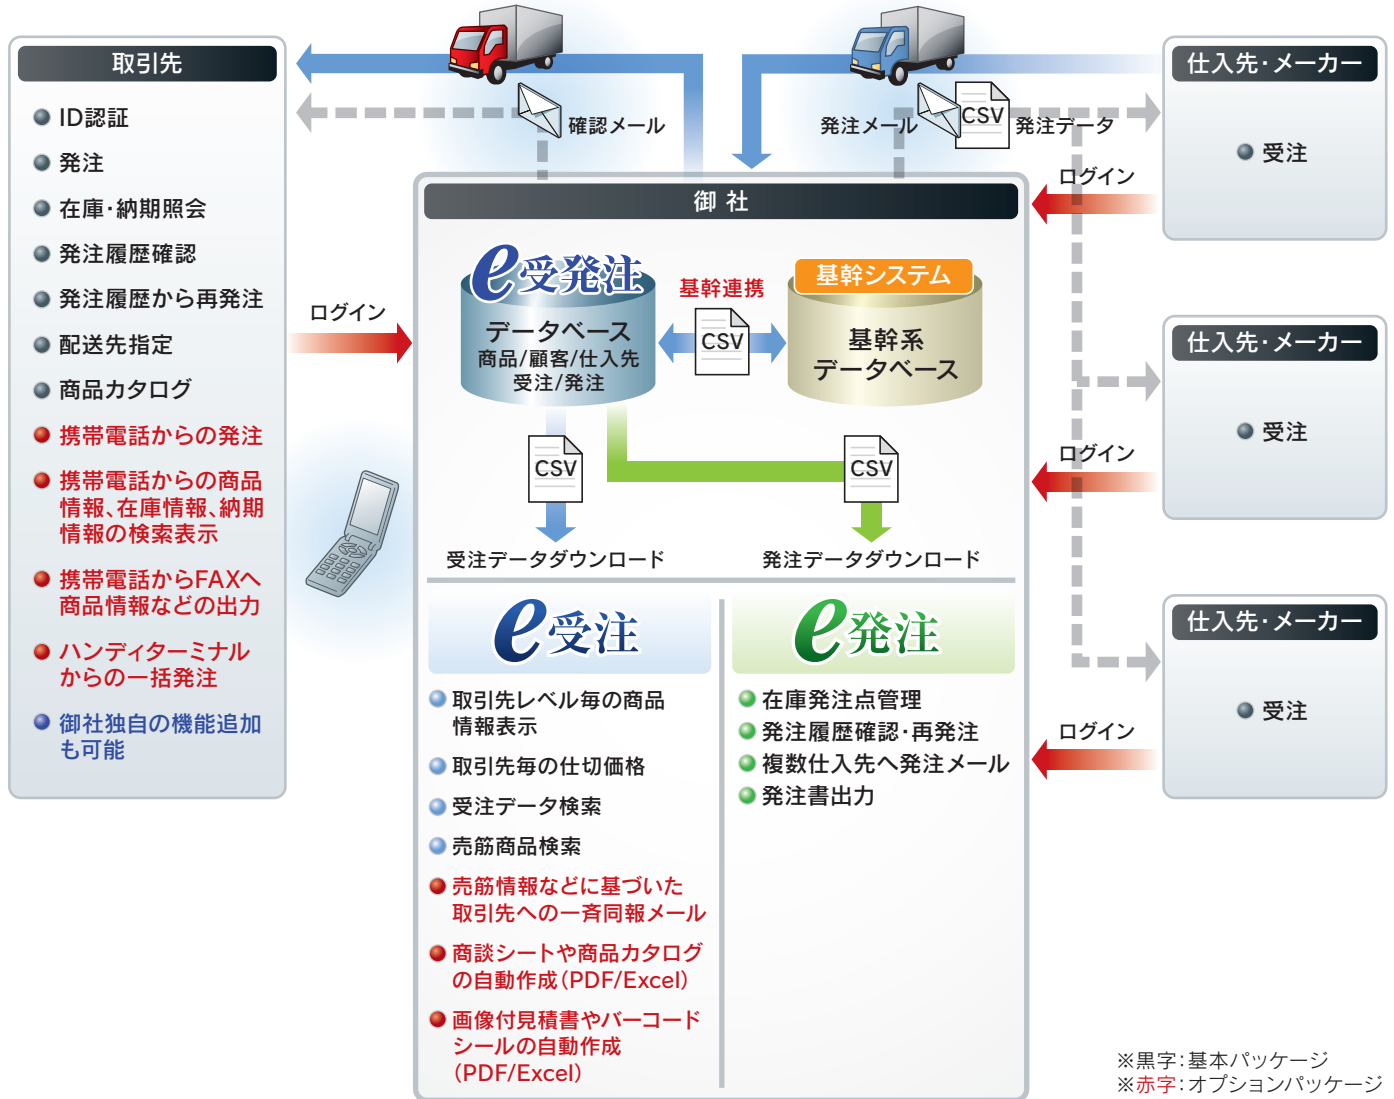 取引先
ID認証
発注
在庫・納期照会
発注履歴確認
発注履歴から再発注
配送先指定
商品カタログ
携帯電話からの発注
携帯電話からの商品
情報、在庫情報、納期
情報の検索表示
携帯電話からFAXへ
商品情報などの出力
ハンディターミナル
からの一括発注
御社独自の機能追加
も可能
ログイン
確認メール
発注メール
CSV
発注データ
御社
e受発注
データベース
商品/顧客/仕入先
受注/発注
基幹連携
CSV
基幹システム
基幹系
データベース
CSV
受注データダウンロード
CSV
発注データダウンロード
e受注
取引先レベル毎の商品
情報表示
取引先毎の仕切価格
受注データ検索
売筋商品検索
売筋情報などに基づいた
取引先への一斉同報メール
商談シートや商品カタログ
の自動作成(PDF/Excel)
画像付見積書やバーコード
シールの自動作成
(PDF/Excel)
e発注
在庫発注点管理
発注履歴確認・再発注
複数仕入先へ発注メール
発注書出力
仕入先・メーカー
受注
ログイン
仕入先・メーカー
受注
ログイン
仕入先・メーカー
受注
ログイン
※黒字：基本パッケージ
※赤字：オプションパッケージ